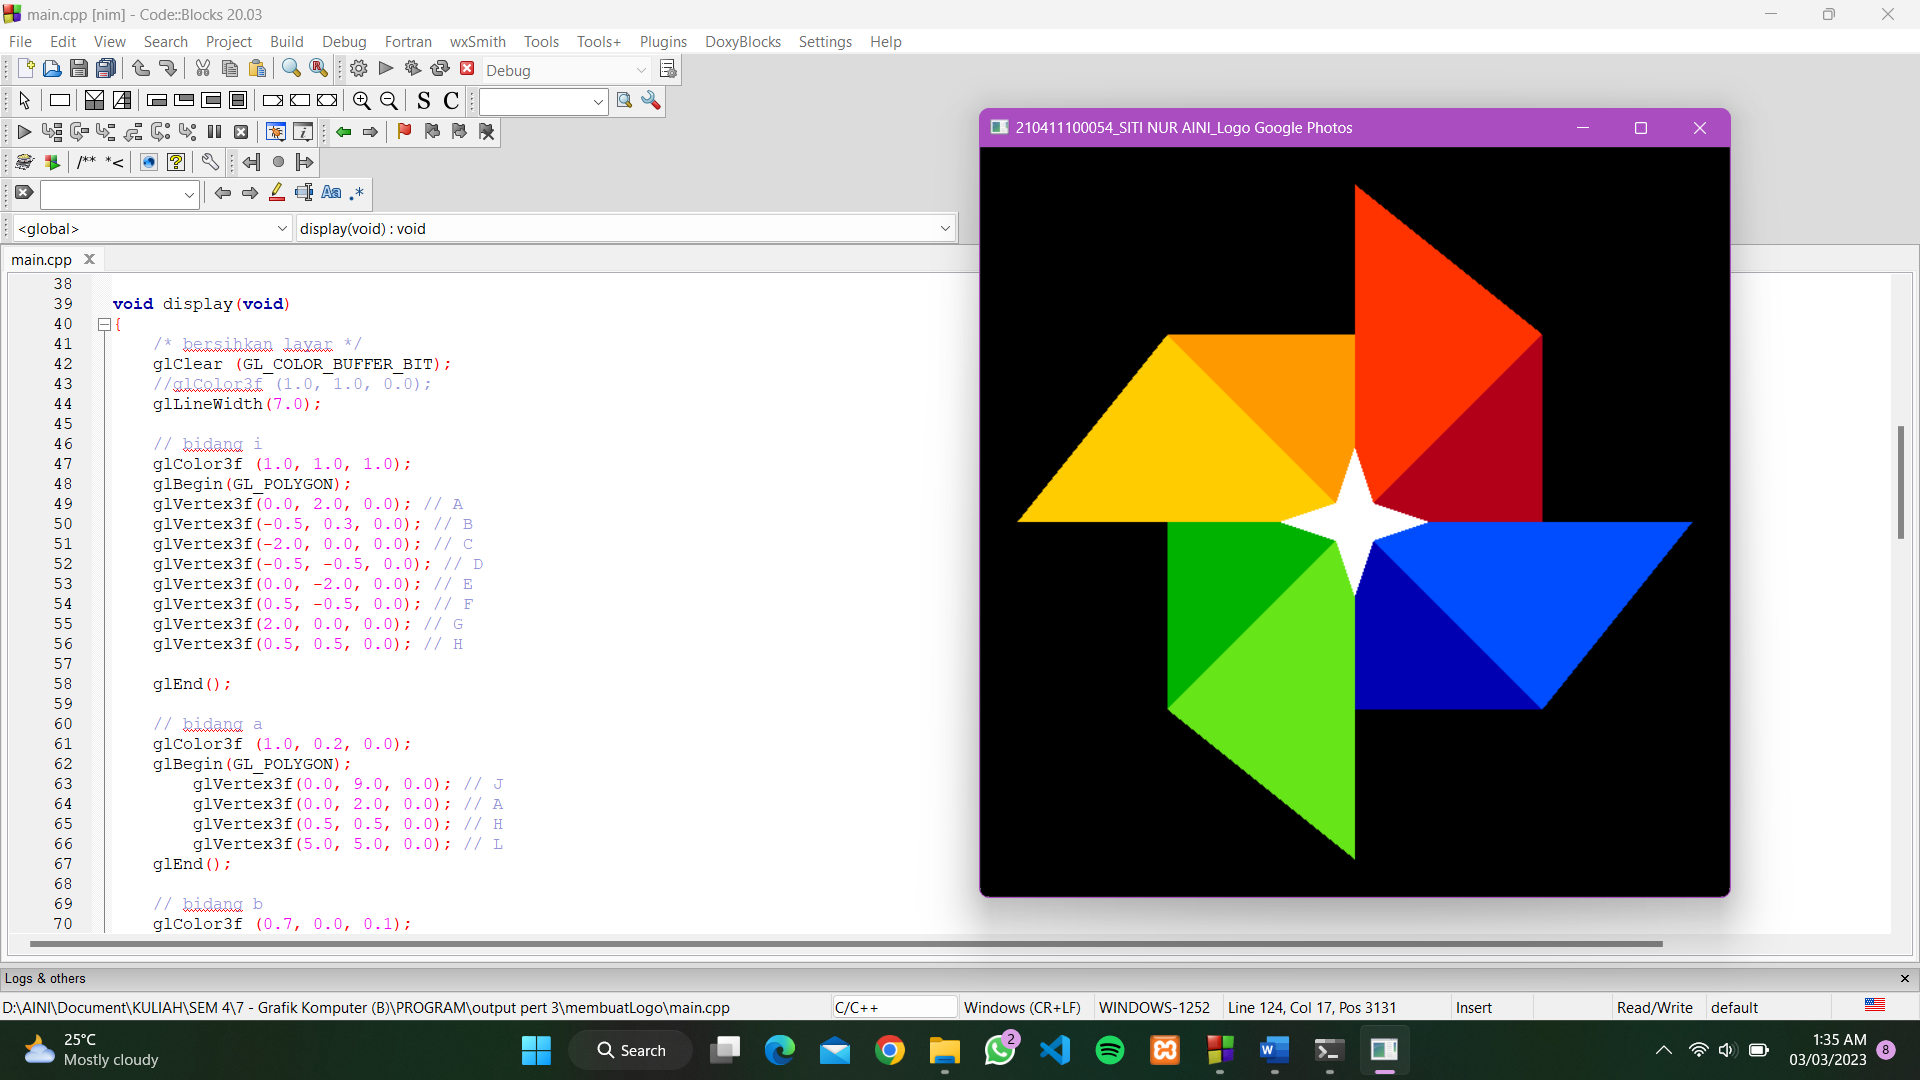 main.cpp [nim] - Code::Blocks 20.03
File Edit View Search Project Build Debug Fortran wxSmith Tools Tools+ Plugins DoxyBlocks Settings Help
Debug
S C
/** *<
Aa .*
<global> display(void) : void
main.cpp
38
39 void display(void)
40 {
41 /* bersihkan layar */
42 glClear (GL_COLOR_BUFFER_BIT);
43 //glColor3f (1.0, 1.0, 0.0);
44 glLineWidth(7.0);
45
46 // bidang i
47 glColor3f (1.0, 1.0, 1.0);
48 glBegin(GL_POLYGON);
49 glVertex3f(0.0, 2.0, 0.0); // A
50 glVertex3f(-0.5, 0.3, 0.0); // B
51 glVertex3f(-2.0, 0.0, 0.0); // C
52 glVertex3f(-0.5, -0.5, 0.0); // D
53 glVertex3f(0.0, -2.0, 0.0); // E
54 glVertex3f(0.5, -0.5, 0.0); // F
55 glVertex3f(2.0, 0.0, 0.0); // G
56 glVertex3f(0.5, 0.5, 0.0); // H
57
58 glEnd();
59
60 // bidang a
61 glColor3f (1.0, 0.2, 0.0);
62 glBegin(GL_POLYGON);
63 glVertex3f(0.0, 9.0, 0.0); // J
64 glVertex3f(0.0, 2.0, 0.0); // A
65 glVertex3f(0.5, 0.5, 0.0); // H
66 glVertex3f(5.0, 5.0, 0.0); // L
67 glEnd();
68
69 // bidang b
70 glColor3f (0.7, 0.0, 0.1);
210411100054_SITI NUR AINI_Logo Google Photos
Logs & others
D:\AINI\Document\KULIAH\SEM 4\7 - Grafik Komputer (B)\PROGRAM\output pert 3\membuatLogo\main.cpp C/C++ Windows (CR+LF) WINDOWS-1252 Line 124, Col 17, Pos 3131 Insert Read/Write default
25°C
Mostly cloudy
Search
2
1:35 AM
03/03/2023
8